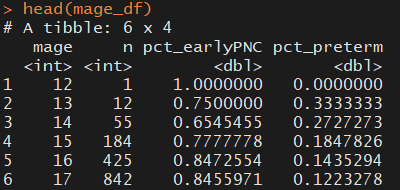 > head(mage_df)
# A tibble: 6 x 4
mage n pct_earlyPNC pct_preterm
<int> <int> <dbl> <dbl>
1 12 1 1.0000000 0.0000000
2 13 12 0.7500000 0.3333333
3 14 55 0.6545455 0.2727273
4 15 184 0.7777778 0.1847826
5 16 425 0.8472554 0.1435294
6 17 842 0.8455971 0.1223278